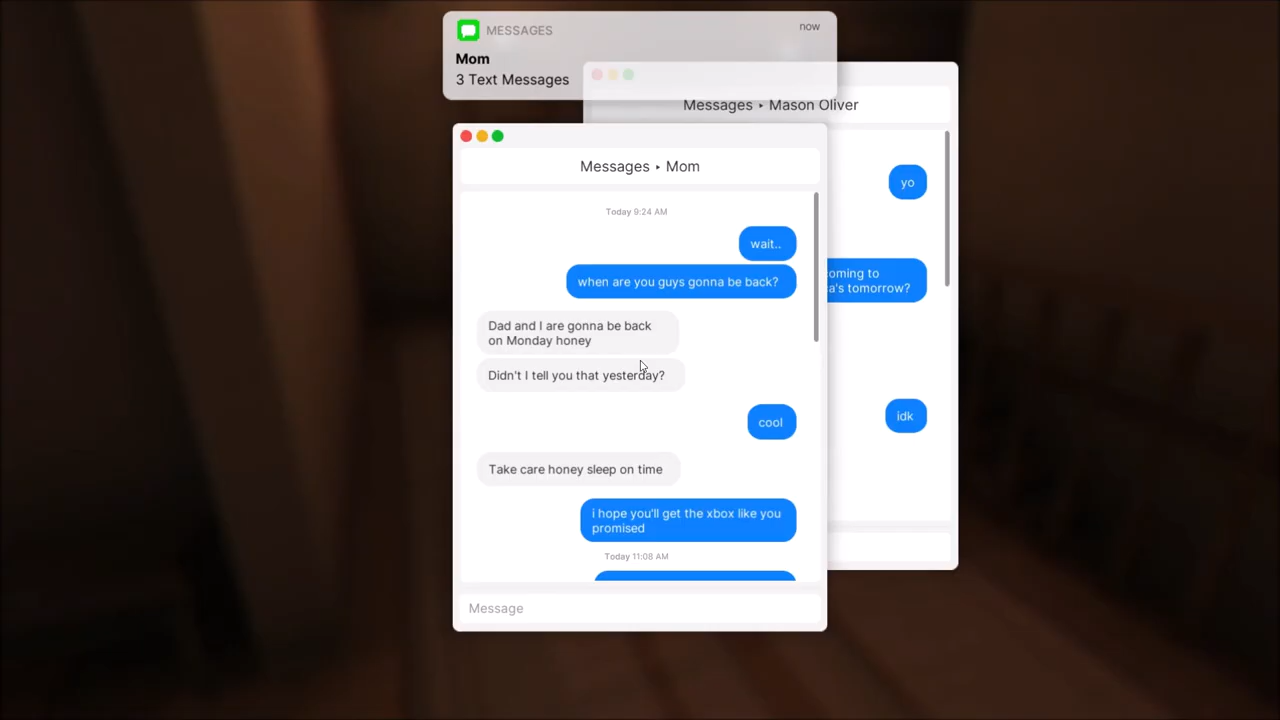 MESSAGES
now
Mom
3 Text Messages
Messages ‣ Mason Oliver
yo
oming to
a's tomorrow?
idk
Messages ‣ Mom
Today 9:24 AM
wait..
when are you guys gonna be back?
Dad and I are gonna be back
on Monday honey
Didn't I tell you that yesterday?
cool
Take care honey sleep on time
i hope you'll get the xbox like you
promised
Today 11:08 AM
Message